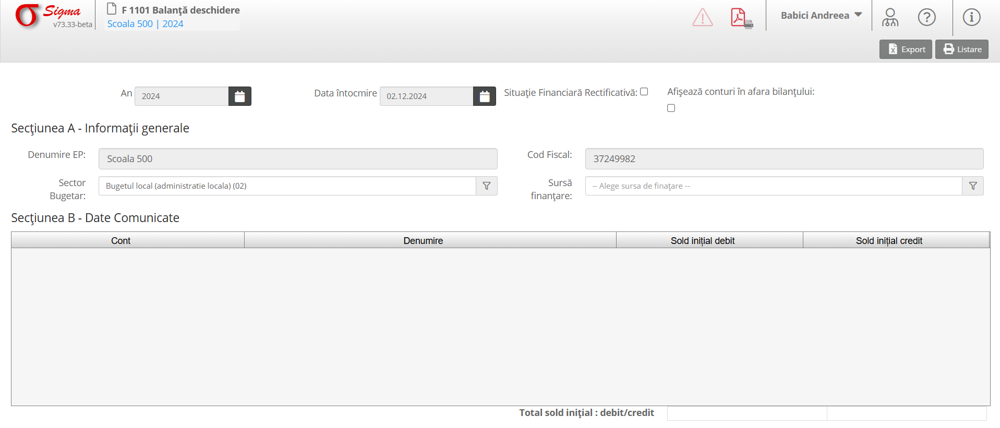 Sigma
v73.33-beta
F 1101 Balanţă deschidere
Scoala 500 | 2024
Babici Andreea
Export
Listare
An
2024
Data întocmire
02.12.2024
Situaţie Financiară Rectificativă:
Afişează conturi în afara bilanţului:
Secţiunea A - Informaţii generale
Denumire EP:
Scoala 500
Cod Fiscal:
37249982
Sector
Bugetar:
Bugetul local (administratie locala) (02)
Sursă
finanţare:
-- Alege sursa de finaţare --
Secţiunea B - Date Comunicate
Cont
Denumire
Sold inițial debit
Sold inițial credit
Total sold iniţial : debit/credit